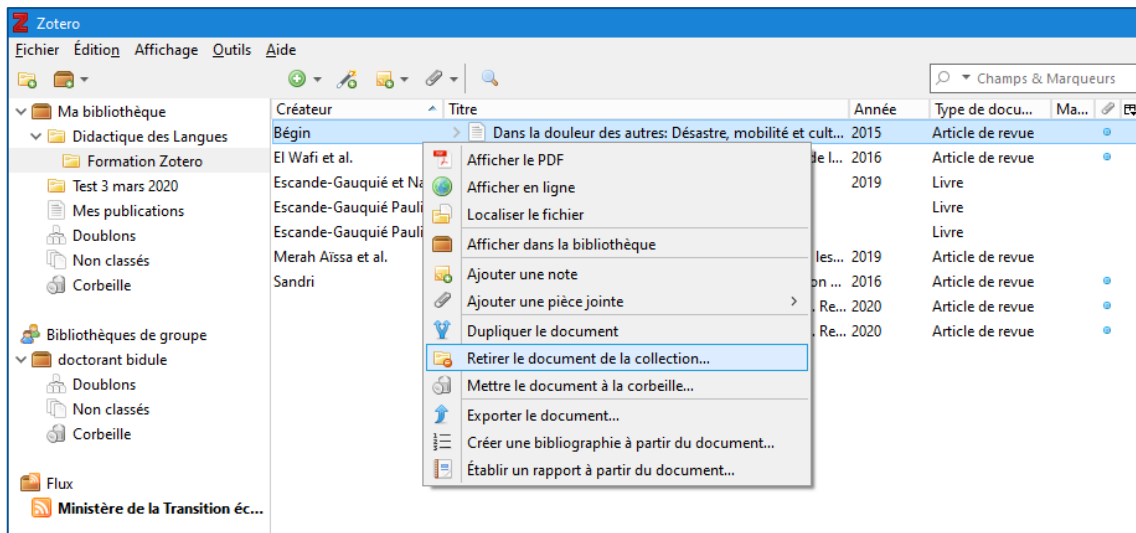 Zotero
Fichier Édition Affichage Outils Aide
Champs & Marqueurs
Ma bibliothèque
Didactique des Langues
Formation Zotero
Test 3 mars 2020
Mes publications
Doublons
Non classés
Corbeille
Bibliothèques de groupe
doctorant bidule
Doublons
Non classés
Corbeille
Flux
Ministère de la Transition éc...
Créateur Titre Année Type de docu... Ma...
Bégin Dans la douleur des autres: Désastre, mobilité et cult... 2015 Article de revue
El Wafi et al. de l... 2016 Article de revue
Escande-Gauquié et Na 2019 Livre
Escande-Gauquié Pauli Livre
Escande-Gauquié Pauli Livre
Merah Aïssa et al. les... 2019 Article de revue
Sandri on ... 2016 Article de revue
. Re... 2020 Article de revue
. Re... 2020 Article de revue
Afficher le PDF
Afficher en ligne
Localiser le fichier
Afficher dans la bibliothèque
Ajouter une note
Ajouter une pièce jointe
Dupliquer le document
Retirer le document de la collection...
Mettre le document à la corbeille...
Exporter le document...
Créer une bibliographie à partir du document...
Établir un rapport à partir du document...